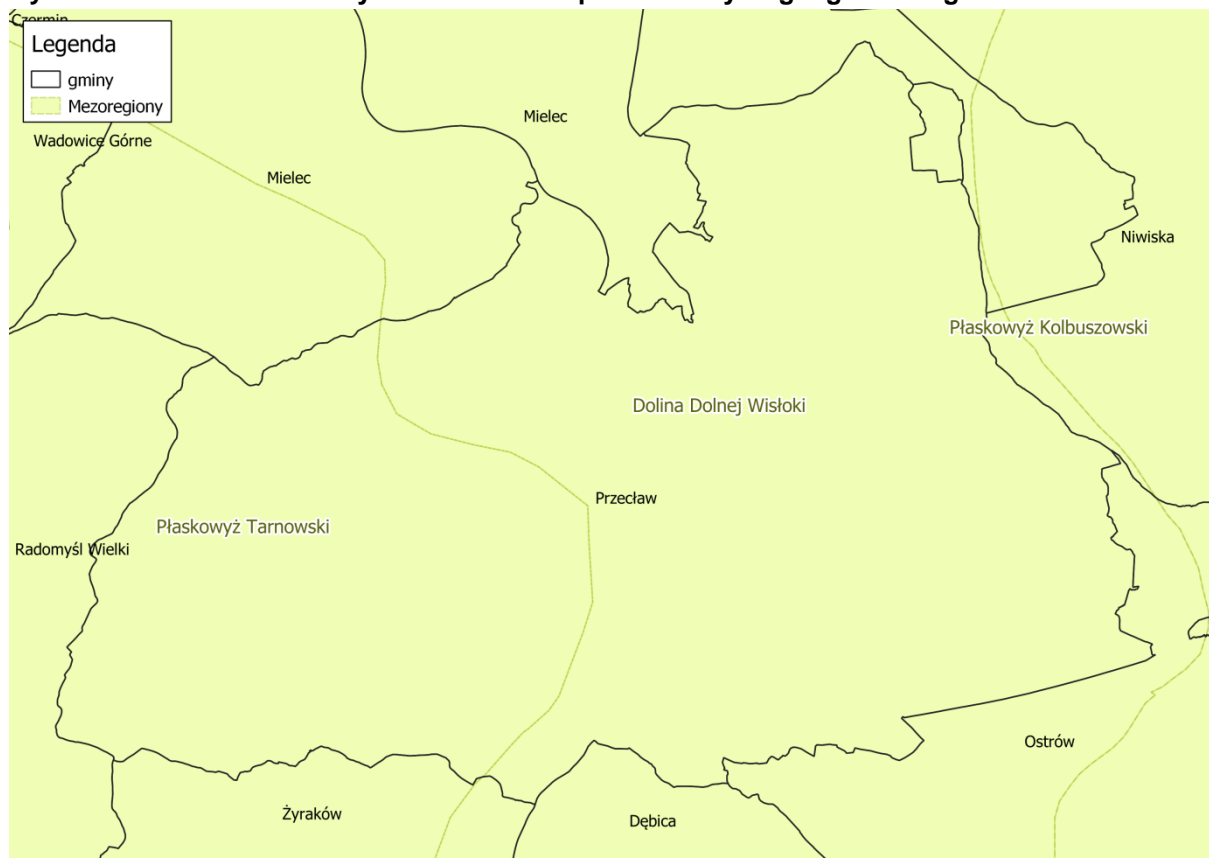 Czermin
Legenda
gminy
Mezoregiony
Wadowice Górne
Mielec
Mielec
Niwiska
Płaskowyż Kolbuszowski
Dolina Dolnej Wisłoki
Przecław
Płaskowyż Tarnowski
Radomyśl Wielki
Ostrów
Żyraków
Dębica